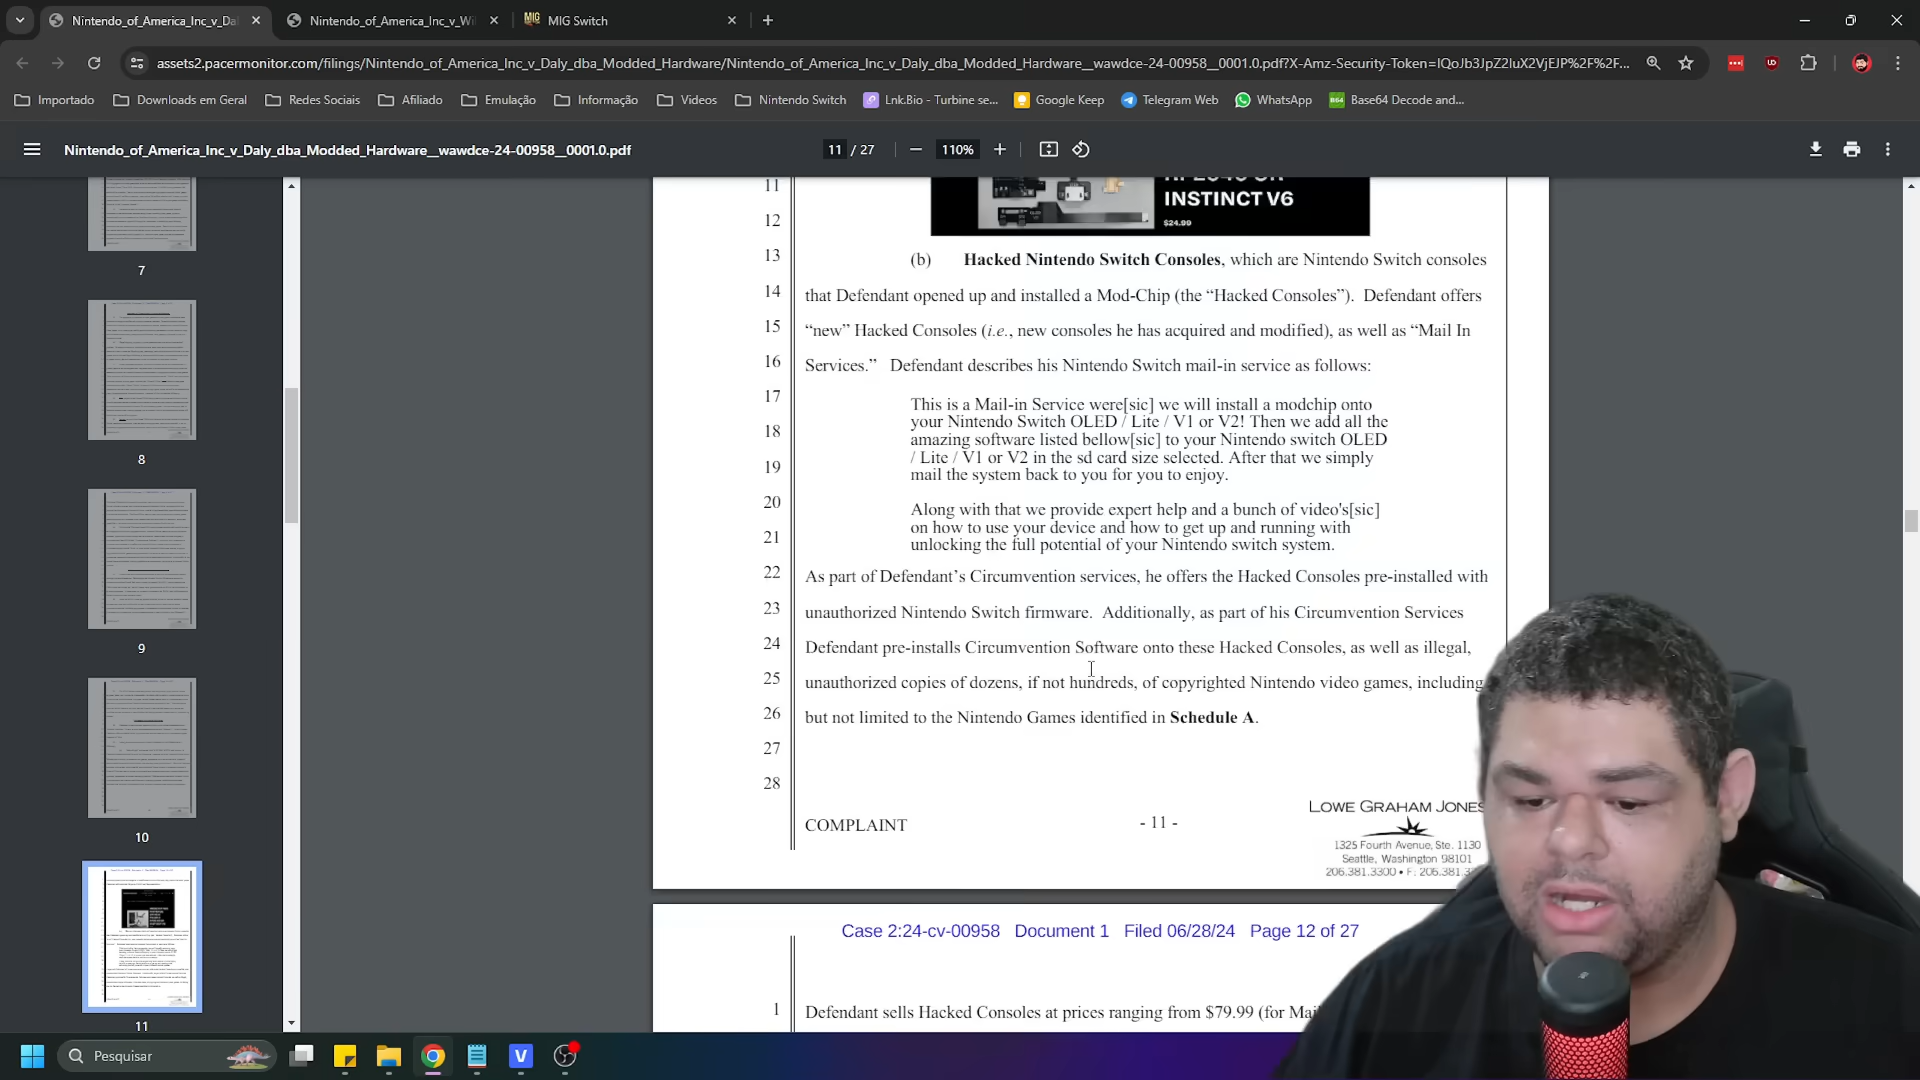 Nintendo_of_America_Inc_v_Da
Nintendo_of_America_Inc_v_Wi
MIG Switch
assets2.pacermonitor.com/filings/Nintendo_of_America_Inc_v_Daly_dba_Modded_Hardware/Nintendo_of_America_Inc_v_Daly_dba_Modded_Hardware__wawdce-24-00958__0001.0.pdf?X-Amz-Security-Token=IQoJb3JpZ2luX2VjEJP%2F%2F...
Importado Downloads em Geral Redes Sociais Afiliado Emulação Informação Videos Nintendo Switch Lnk.Bio - Turbine se... Google Keep Telegram Web WhatsApp Base64 Decode and...
Nintendo_of_America_Inc_v_Daly_dba_Modded_Hardware__wawdce-24-00958__0001.0.pdf 11 / 27 110%
7
8
9
10
11
11
INSTINCT V6
12
$24.99
13 (b) Hacked Nintendo Switch Consoles, which are Nintendo Switch consoles
14 that Defendant opened up and installed a Mod-Chip (the “Hacked Consoles”). Defendant offers
15 “new” Hacked Consoles (i.e., new consoles he has acquired and modified), as well as “Mail In
16 Services.” Defendant describes his Nintendo Switch mail-in service as follows:
17 This is a Mail-in Service were[sic] we will install a modchip onto
your Nintendo Switch OLED / Lite / V1 or V2! Then we add all the
18 amazing software listed bellow[sic] to your Nintendo switch OLED
/ Lite / V1 or V2 in the sd card size selected. After that we simply
19 mail the system back to you for you to enjoy.
20 Along with that we provide expert help and a bunch of video's[sic]
on how to use your device and how to get up and running with
21 unlocking the full potential of your Nintendo switch system.
22 As part of Defendant’s Circumvention services, he offers the Hacked Consoles pre-installed with
23 unauthorized Nintendo Switch firmware. Additionally, as part of his Circumvention Services
24 Defendant pre-installs Circumvention Software onto these Hacked Consoles, as well as illegal,
25 unauthorized copies of dozens, if not hundreds, of copyrighted Nintendo video games, including
26 but not limited to the Nintendo Games identified in Schedule A.
27
28
COMPLAINT - 11 -
LOWE GRAHAM JONES
1325 Fourth Avenue, Ste. 1130
Seattle, Washington 98101
206.381.3300 • F: 206.381.3
Case 2:24-cv-00958 Document 1 Filed 06/28/24 Page 12 of 27
1 Defendant sells Hacked Consoles at prices ranging from $79.99 (for Mai
Pesquisar